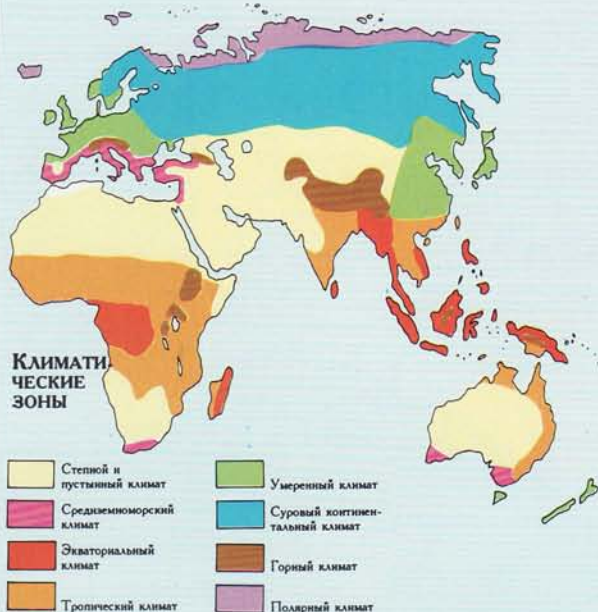 Климати-
ческие
зоны
Степной и
пустынный климат
Средиземноморский
климат
Экваториальный
климат
Тропический климат
Умеренный климат
Суровый континен-
тальный климат
Горный климат
Полярный климат